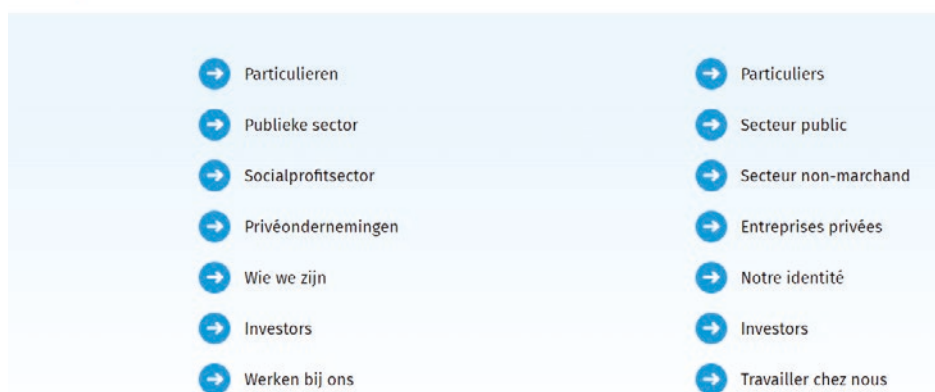 Particulieren
Publieke sector
Socialprofitsector
Privéondernemingen
Wie we zijn
Investors
Werken bij ons
Particuliers
Secteur public
Secteur non-marchand
Entreprises privées
Notre identité
Investors
Travailler chez nous